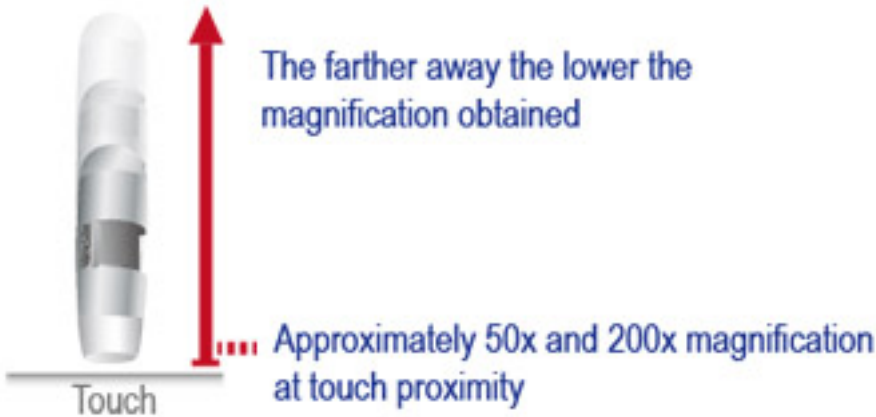 The farther away the lower the
magnification obtained
Approximately 50x and 200x magnification
at touch proximity
Touch